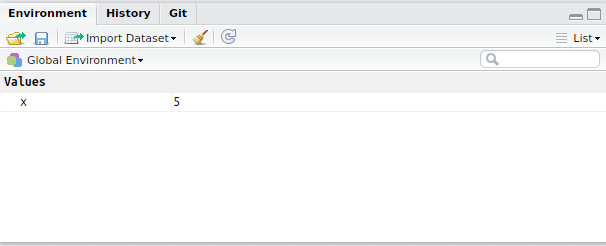 Environment History Git
Import Dataset List
Global Environment
Values
x 5